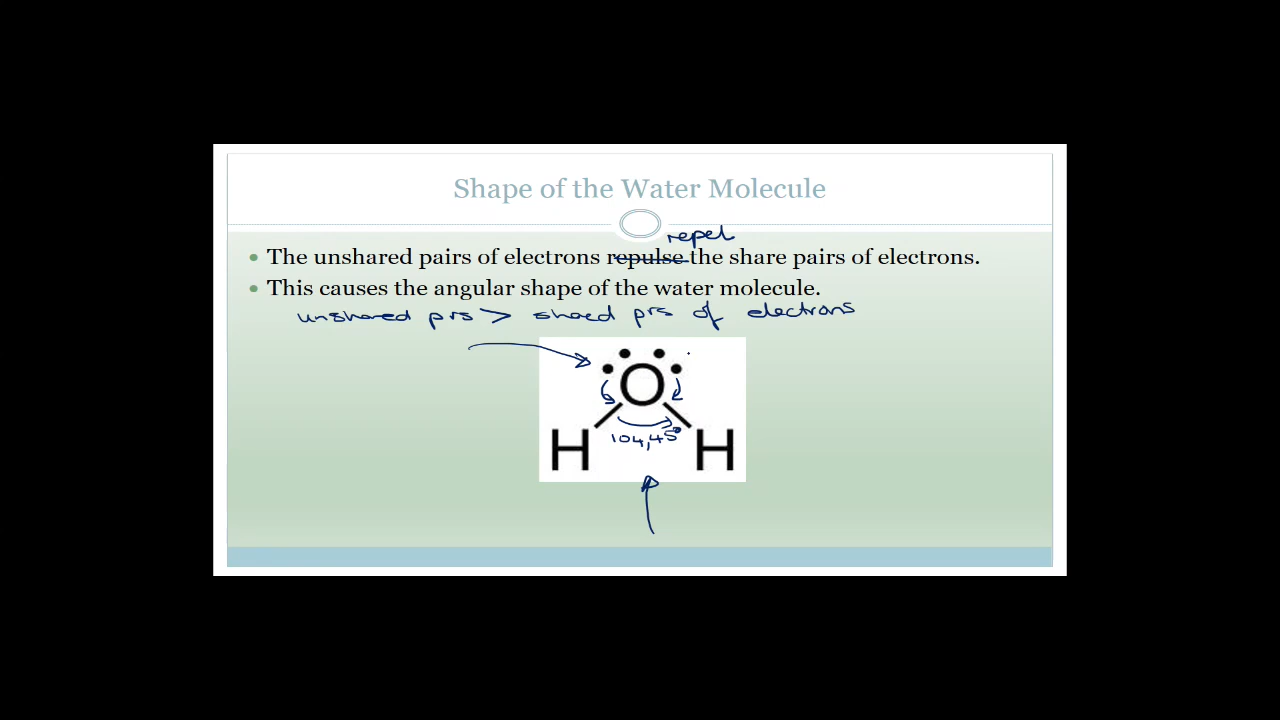 Shape of the Water Molecule
repel
The unshared pairs of electrons repulse the share pairs of electrons.
This causes the angular shape of the water molecule.
unshared prs > shared prs of electrons
O
104,45°
H H